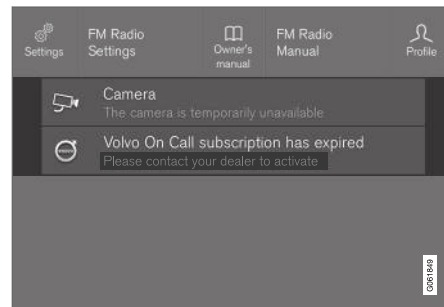 FM Radio
Settings
Settings
Owner's
manual
FM Radio
Manual
Profile
Camera
The camera is temporarily unavailable
Volvo On Call subscription has expired
Please contact your dealer to activate
G061849